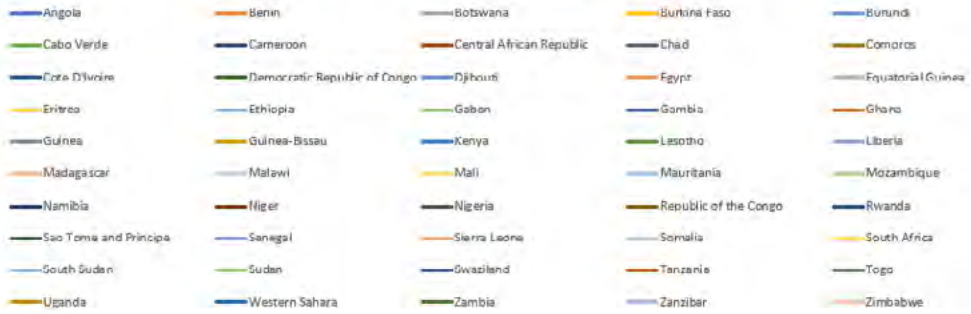 Angola Benin Botswana Burkina Faso Burundi
Cabo Verde Cameroon Central African Republic Chad Comoros
Cote D'Ivoire Democratic Republic of Congo Djibouti Egypt Equatorial Guinea
Eritrea Ethiopia Gabon Gambia Ghana
Guinea Guinea-Bissau Kenya Lesotho Liberia
Madagascar Malawi Mali Mauritania Mozambique
Namibia Niger Nigeria Republic of the Congo Rwanda
Sao Tome and Principe Senegal Sierra Leone Somalia South Africa
South Sudan Sudan Swaziland Tanzania Togo
Uganda Western Sahara Zambia Zanzibar Zimbabwe